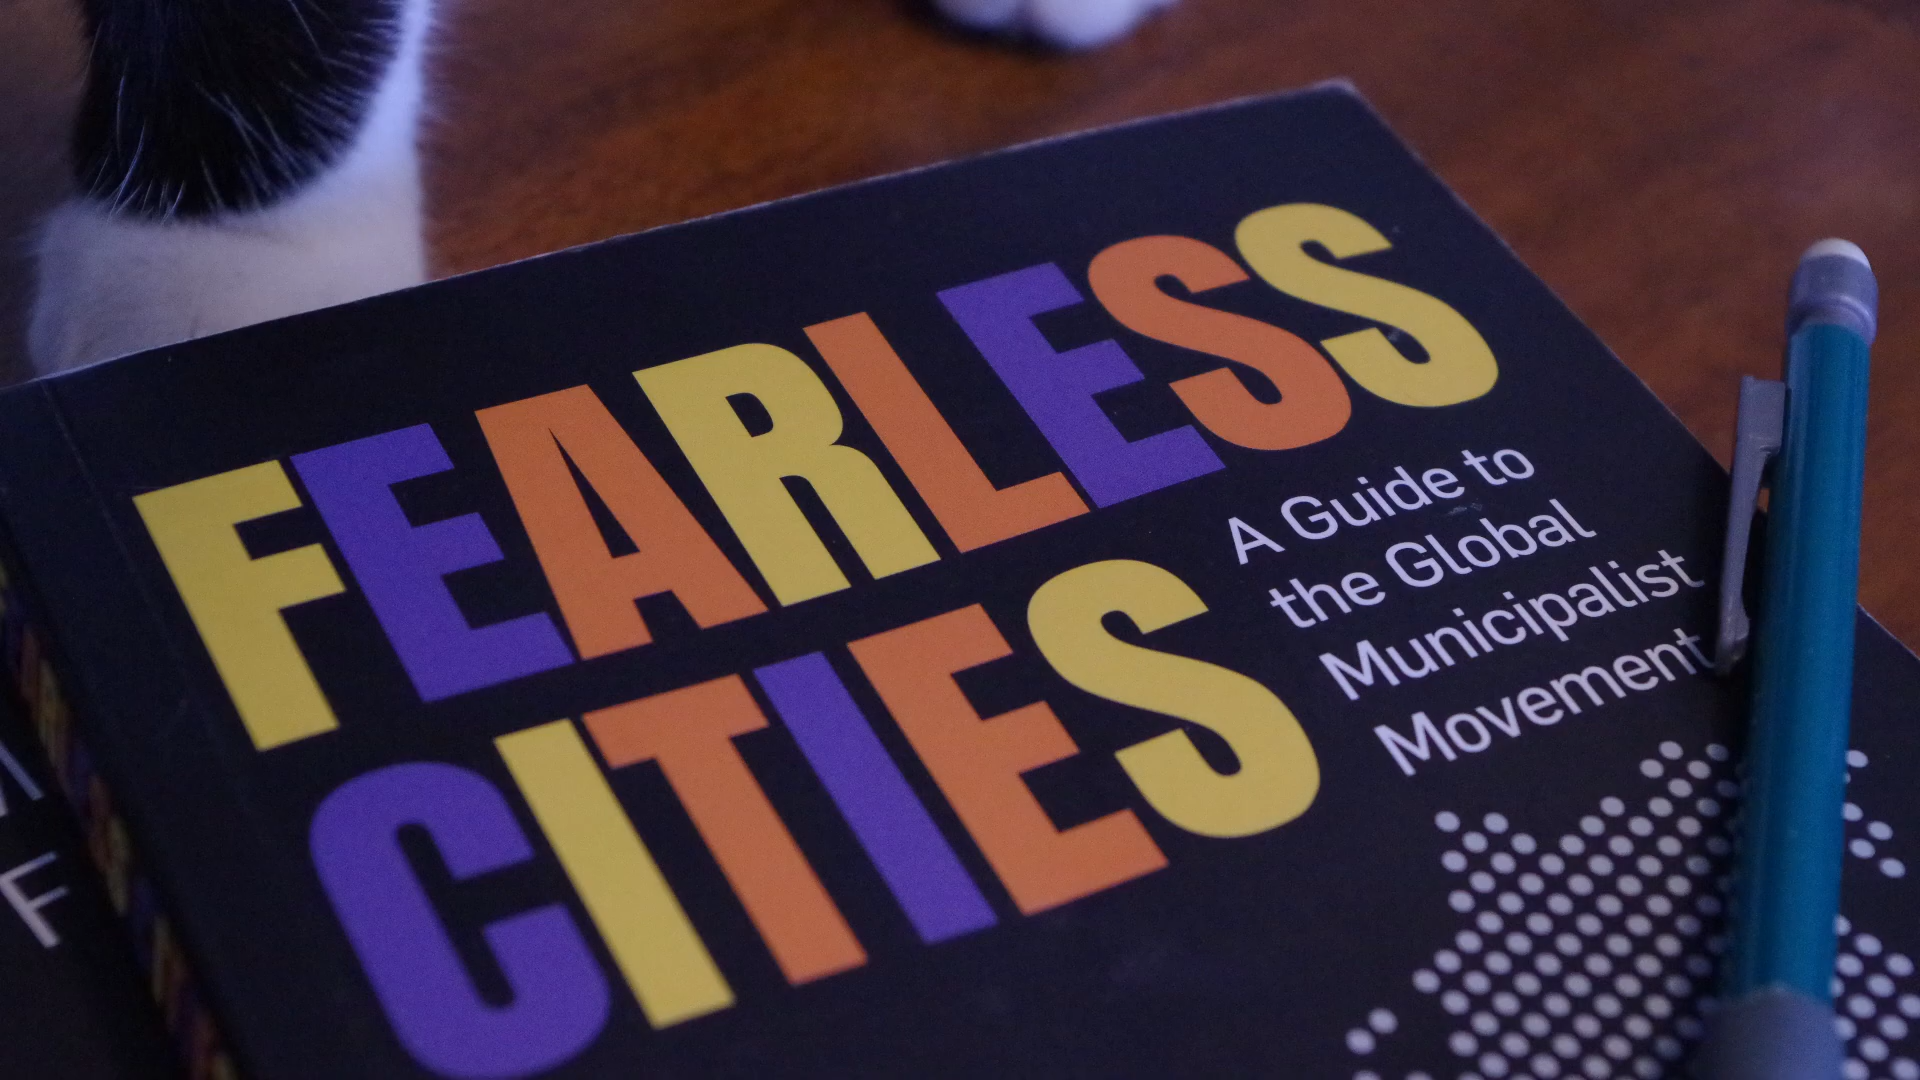 FEARLESS
CITIES
A Guide to
the Global
Municipalist
Movement
F